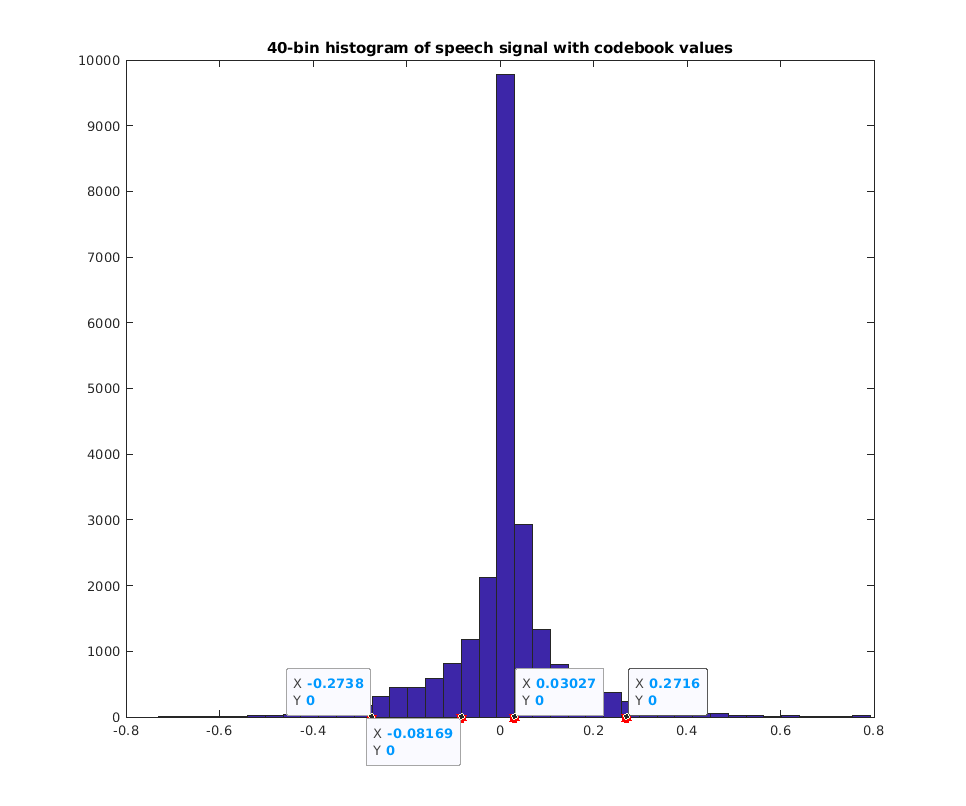 40-bin histogram of speech signal with codebook values
10000
9000
8000
7000
6000
5000
4000
3000
2000
1000
0
X -0.2738
Y 0
X 0.03027
Y 0
X 0.2716
Y 0
-0.8
-0.6
-0.4
0
0.2
0.4
0.6
0.8
X -0.08169
Y 0